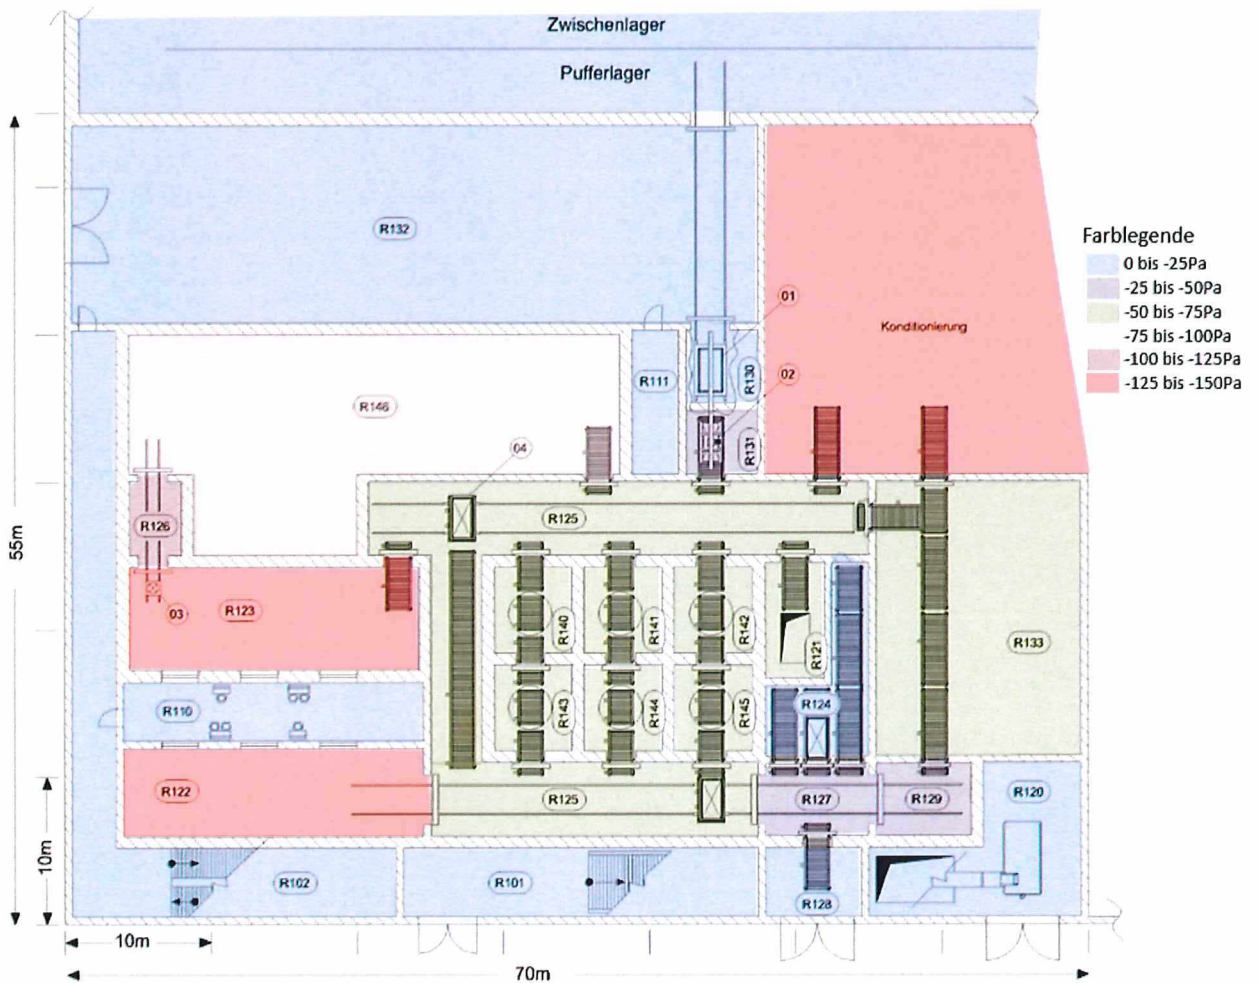 Zwischenlager
Pufferlager
R132
01
Farblegende
0 bis -25Pa
-25 bis -50Pa
-50 bis -75Pa
-75 bis -100Pa
-100 bis -125Pa
-125 bis -150Pa
Konditionierung
R111
R130
02
R146
R131
04
R126
R125
55m
03
R123
R140
R141
R142
R121
R133
R110
R143
R144
R145
R124
R122
R125
R127
R129
R120
10m
R102
R101
R128
10m
70m